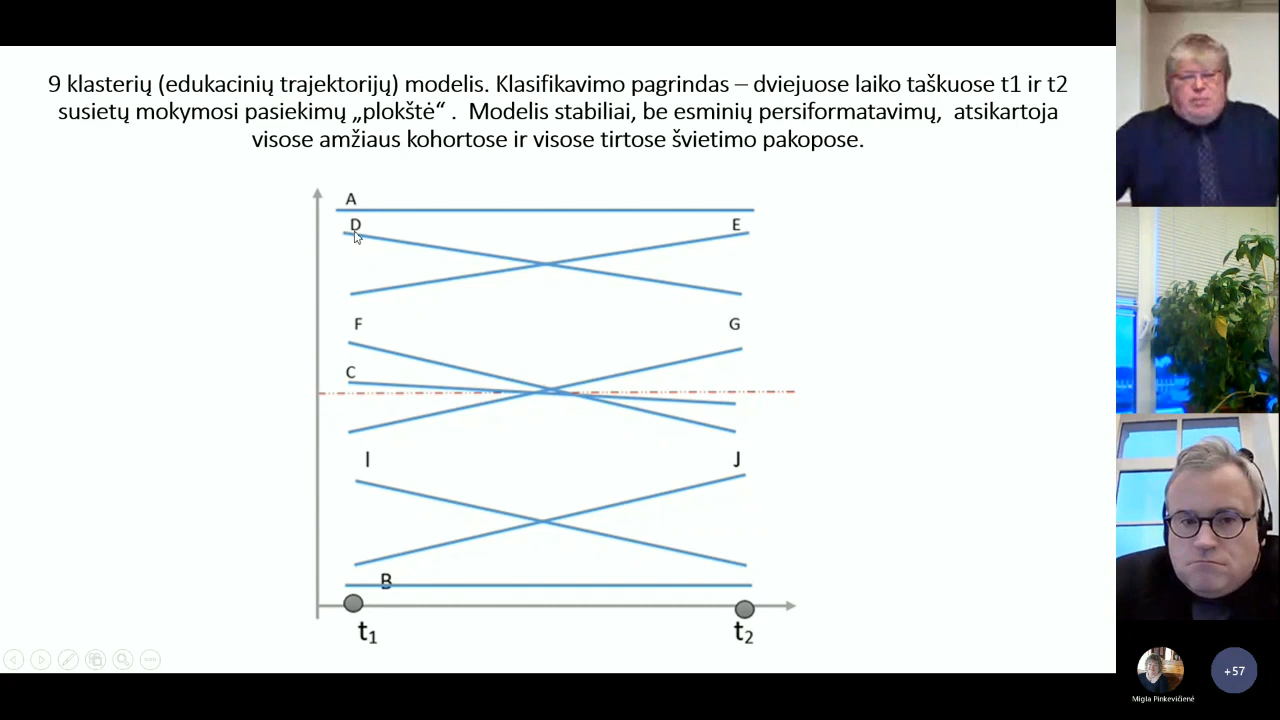 9 klasterių (edukacinių trajektorijų) modelis. Klasifikavimo pagrindas – dviejuose laiko taškuose t1 ir t2
susietų mokymosi pasiekimų „plokštė“ .  Modelis stabiliai, be esminių persiformatavimų,  atsikartoja
visose amžiaus kohortose ir visose tirtose švietimo pakopose.
A
D E
F G
C
I J
B
t₁ t₂
Migla Pinkevičienė
+57